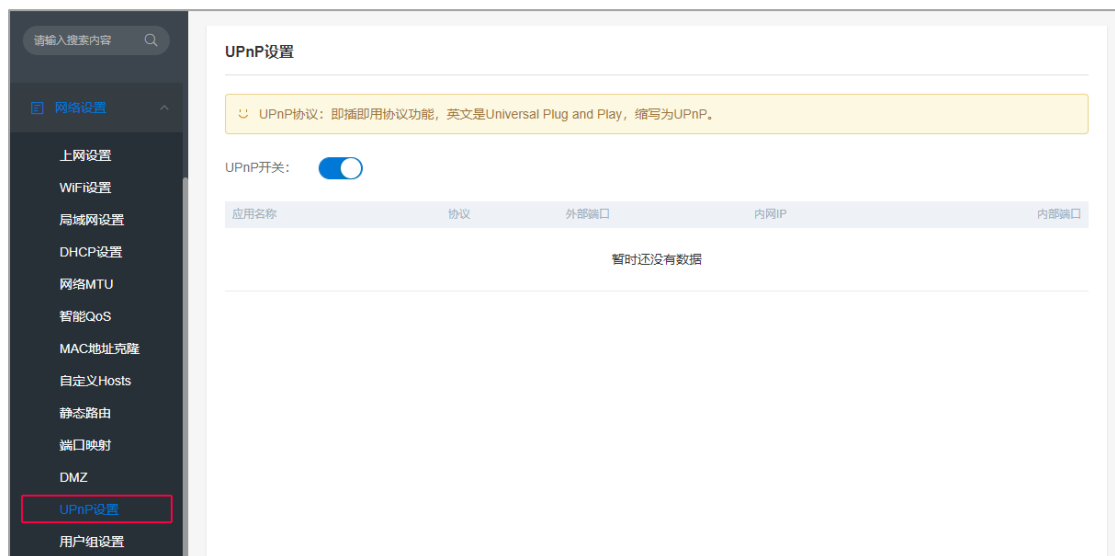 请输入搜索内容
网络设置
上网设置
WiFi设置
局域网设置
DHCP设置
网络MTU
智能QoS
MAC地址克隆
自定义Hosts
静态路由
端口映射
DMZ
UPnP设置
用户组设置
UPnP设置
UPnP协议：即插即用协议功能，英文是Universal Plug and Play，缩写为UPnP。
UPnP开关：
应用名称 协议 外部端口 内网IP 内部端口
暂时还没有数据